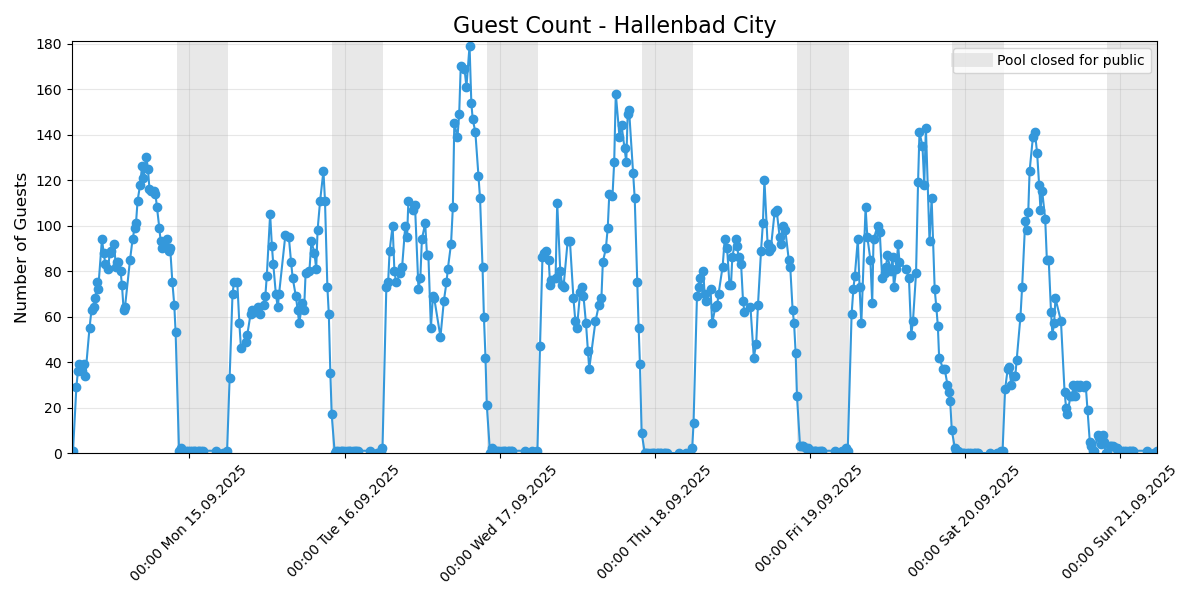 Guest Count - Hallenbad City
Pool closed for public
Number of Guests
180
160
140
120
100
80
60
40
20
0
00:00 Mon 15.09.2025
00:00 Tue 16.09.2025
00:00 Wed 17.09.2025
00:00 Thu 18.09.2025
00:00 Fri 19.09.2025
00:00 Sat 20.09.2025
00:00 Sun 21.09.2025